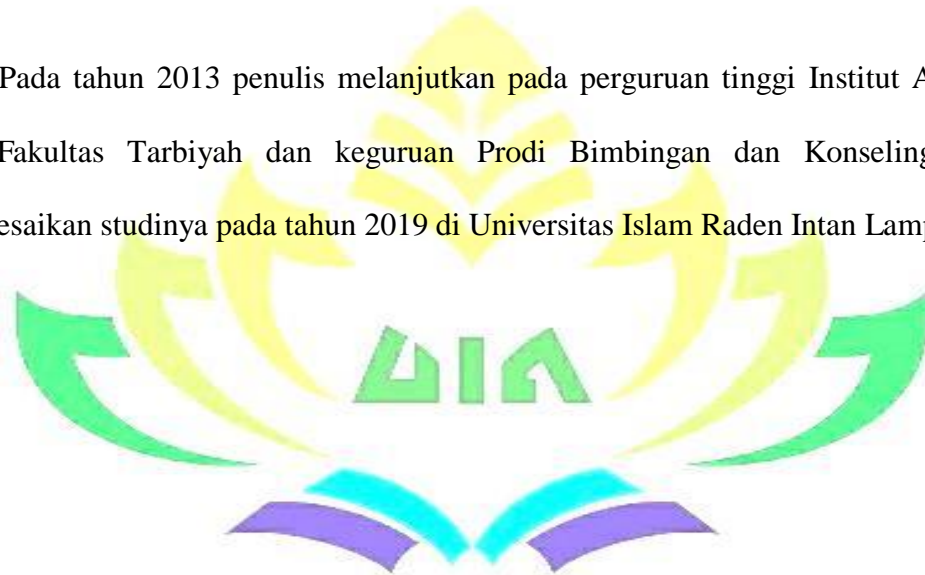 Pada tahun 2013 penulis melanjutkan pada perguruan tinggi Institut A
Fakultas Tarbiyah dan keguruan Prodi Bimbingan dan Konseling
esaikan studinya pada tahun 2019 di Universitas Islam Raden Intan Lamp